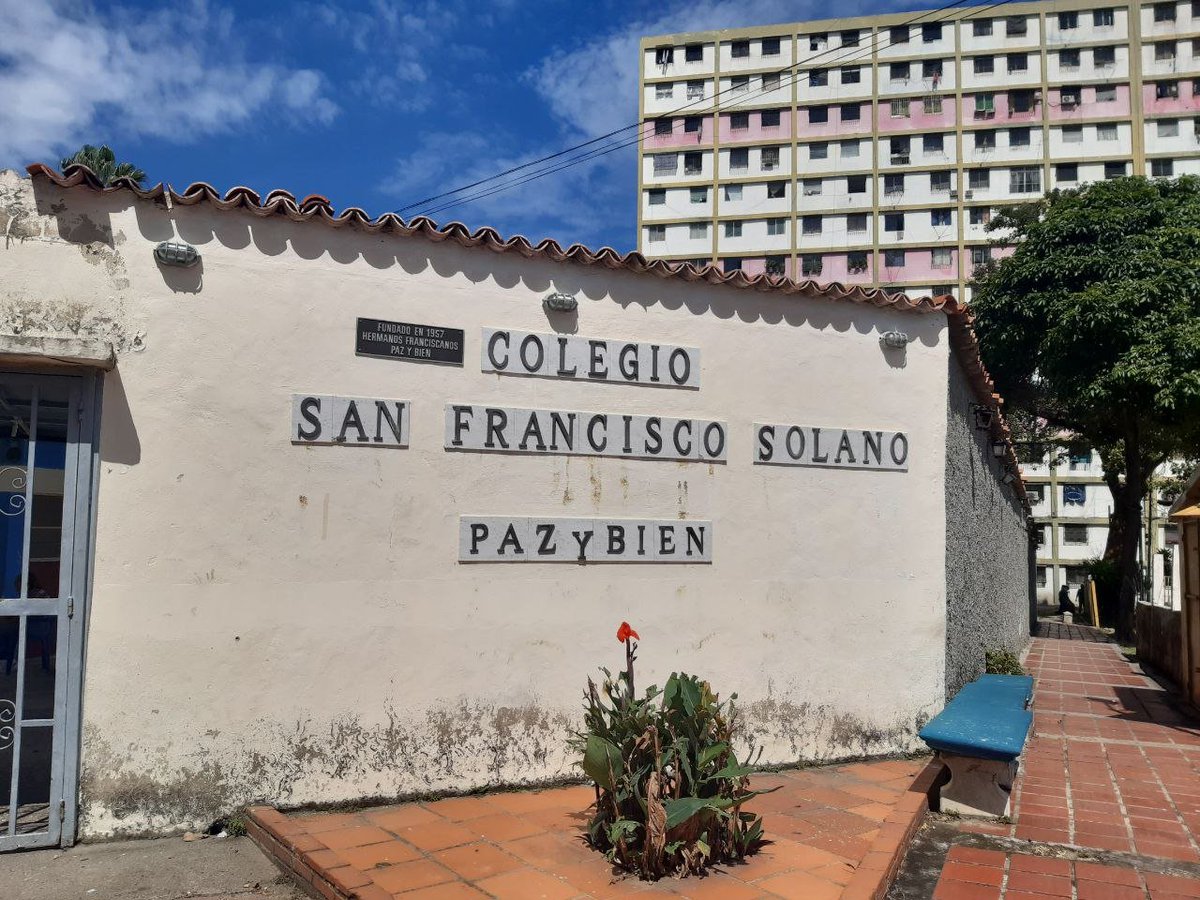 FUNDADO EN 1957
HERMANOS FRANCISCANOS
PAZ Y BIEN
COLEGIO
SAN FRANCISCO SOLANO
PAZ Y BIEN